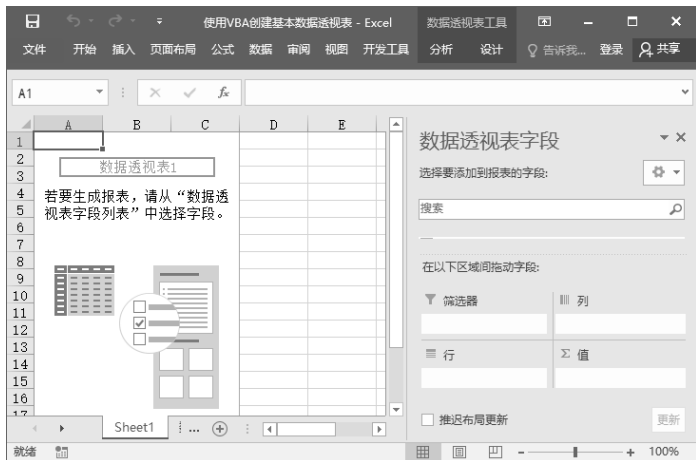 使用VBA创建基本数据透视表 - Excel
数据透视表工具
文件 开始 插入 页面布局 公式 数据 审阅 视图 开发工具 分析 设计 告诉我... 登录 共享
A1 fx
A B C D E
1
2
3
4
5
6
7
8
9
10
11
12
13
14
15
16
17
数据透视表1
若要生成报表，请从“数据透
视表字段列表”中选择字段。
数据透视表字段
选择要添加到报表的字段:
搜索
在以下区域间拖动字段:
筛选器 列
行 Σ 值
推迟布局更新 更新
Sheet1 ...
就绪 100%